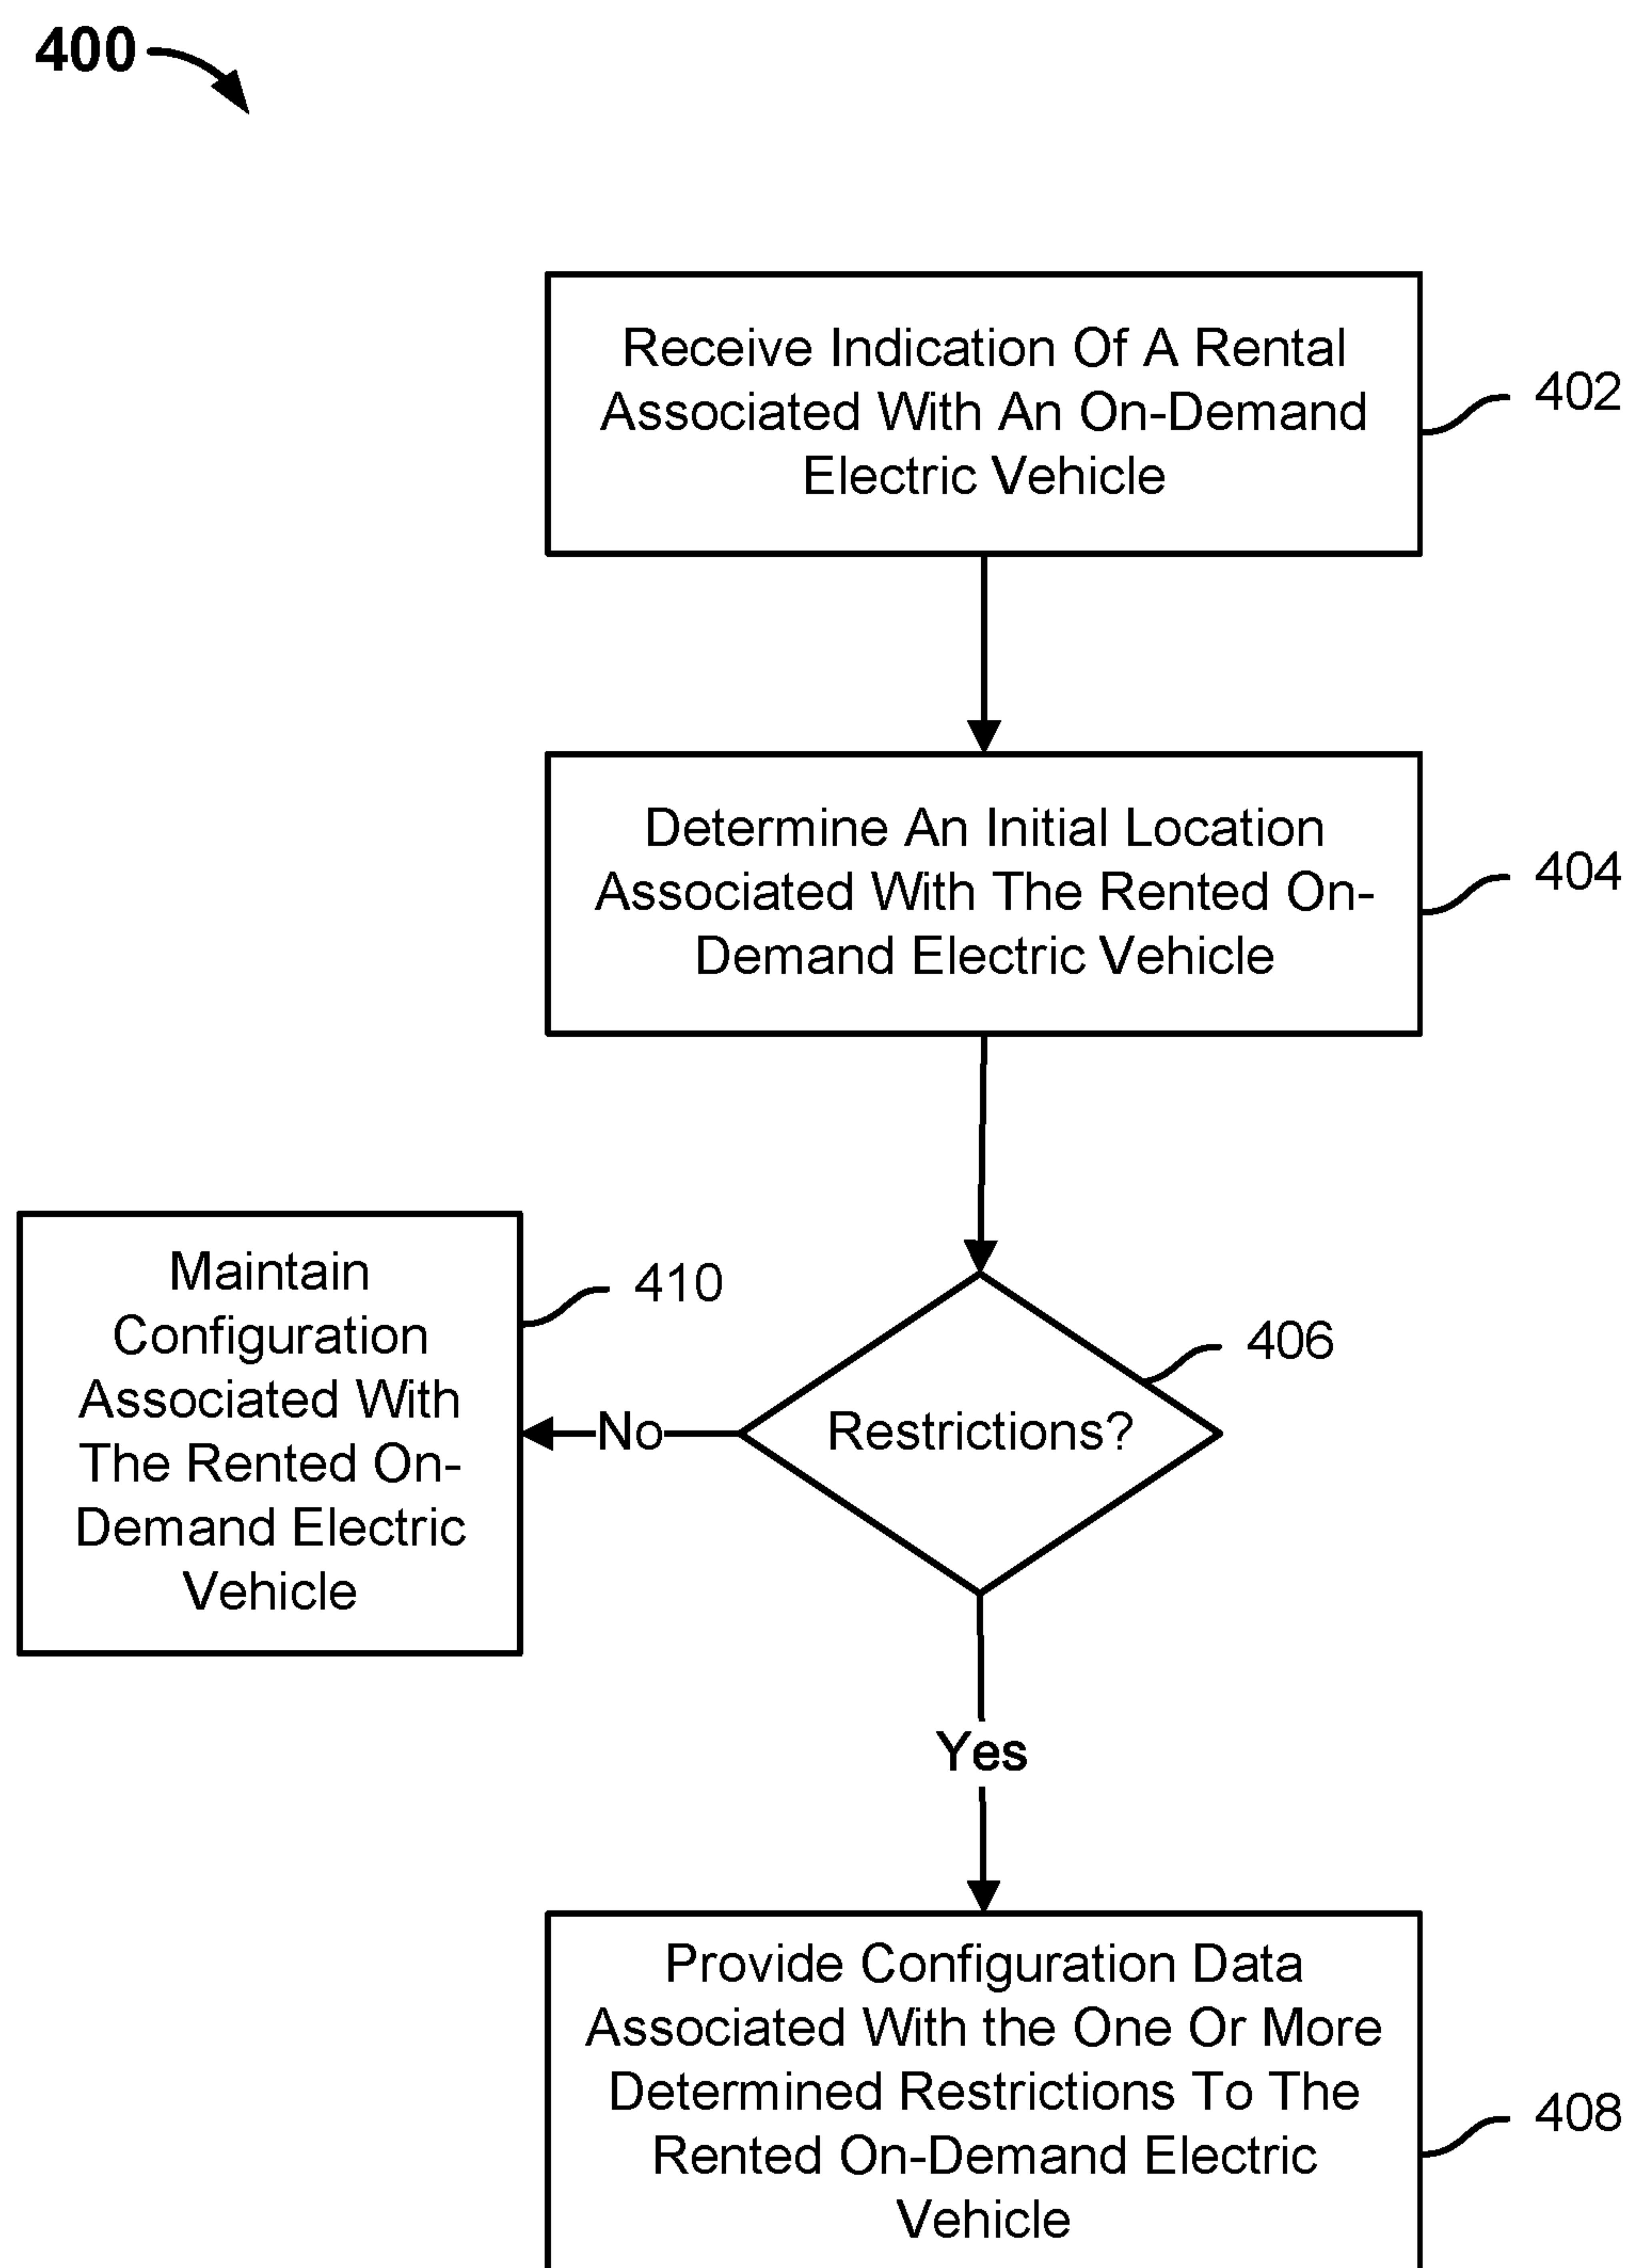 400
Receive Indication Of A Rental
Associated With An On-Demand
Electric Vehicle
402
Determine An Initial Location
Associated With The Rented On-
Demand Electric Vehicle
404
Maintain
Configuration
Associated With
The Rented On-
Demand Electric
Vehicle
410
406
Restrictions?
No
Yes
Provide Configuration Data
Associated With the One Or More
Determined Restrictions To The
Rented On-Demand Electric
Vehicle
408